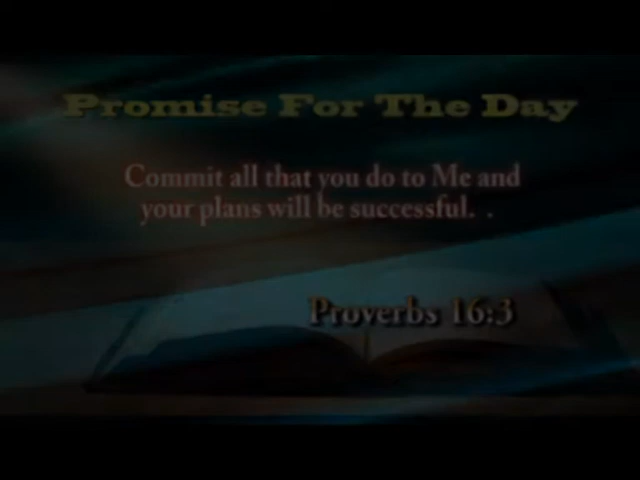 Promise For The Day
Commit all that you do to Me and
your plans will be successful. .
Proverbs 16:3